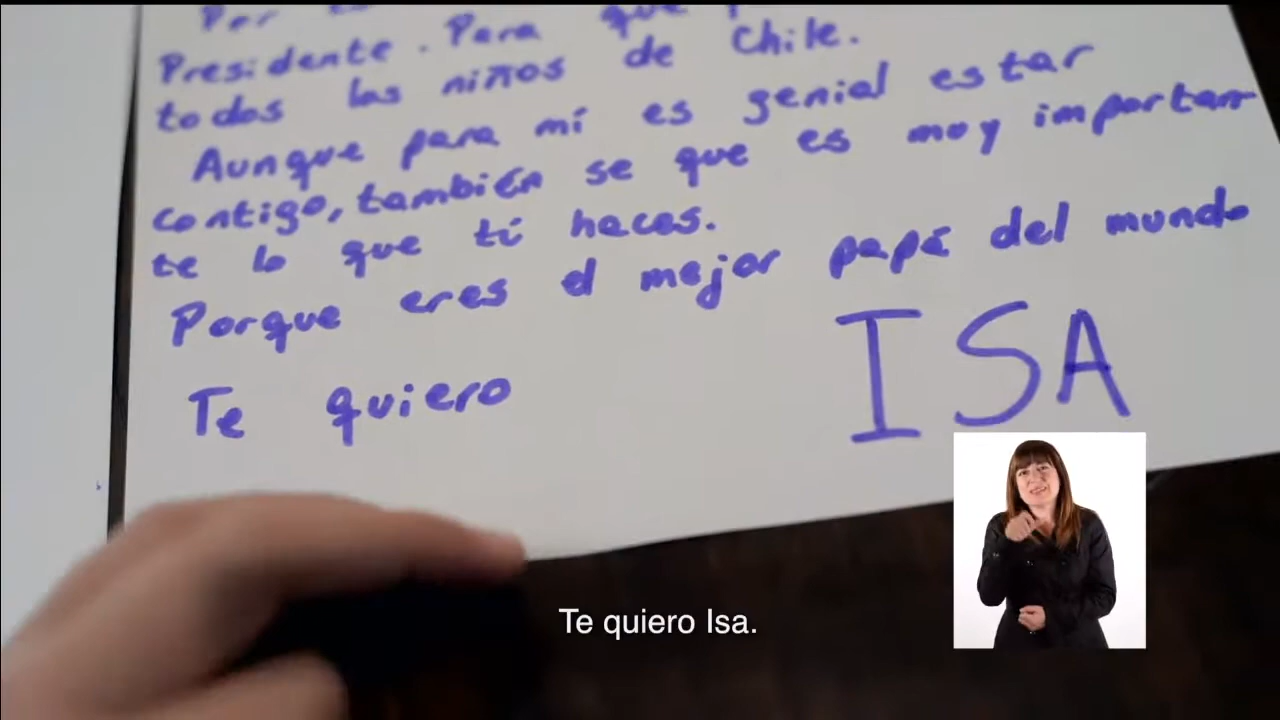 Por
Presidente. Para que
todos los niños de Chile.
Aunque para mí es genial estar
contigo, también se que es muy importan
te lo que tú haces.
Porque eres el mejor papá del mundo
Te quiero
ISA
Te quiero Isa.